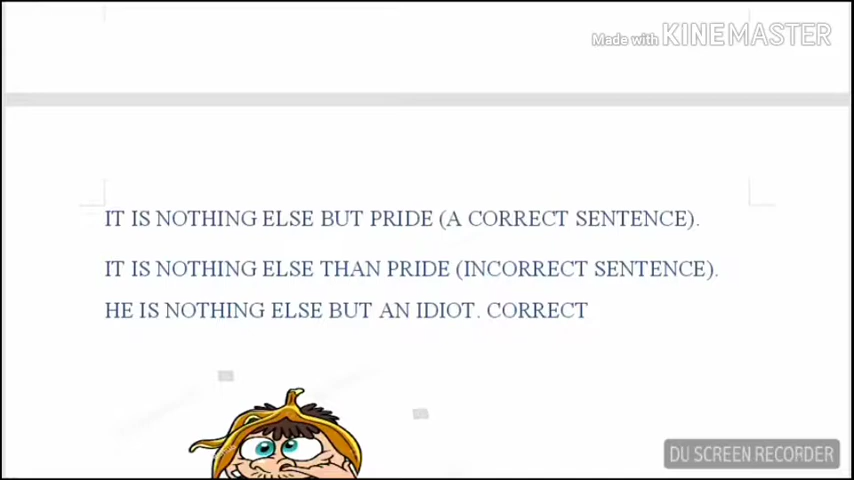 Made with KINEMASTER
IT IS NOTHING ELSE BUT PRIDE (A CORRECT SENTENCE).
IT IS NOTHING ELSE THAN PRIDE (INCORRECT SENTENCE).
HE IS NOTHING ELSE BUT AN IDIOT. CORRECT
DU SCREEN RECORDER